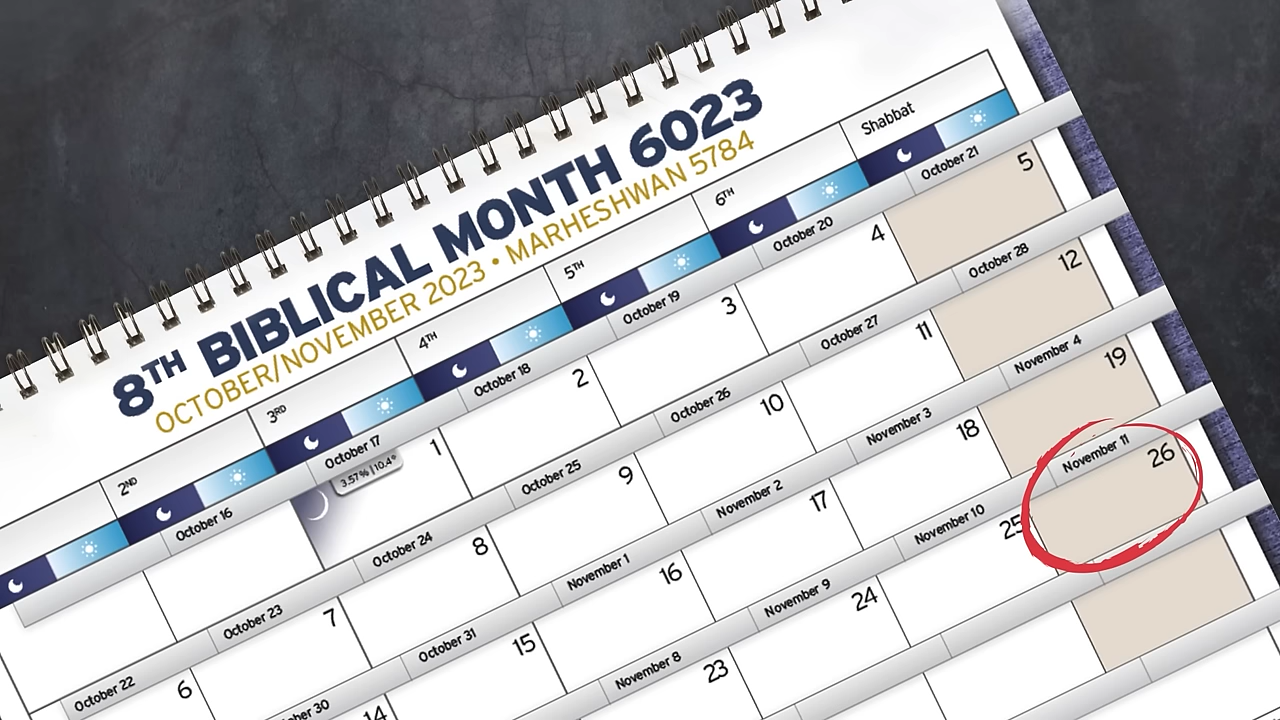 8TH BIBLICAL MONTH 6023
OCTOBER/NOVEMBER 2023 • MARHESHWAN 5784
2ND 3RD 4TH 5TH 6TH Shabbat
October 16 October 17 October 18 October 19 October 20 October 21
3.57% | 10.4° 1 2 3 4 5
October 22 October 23 October 24 October 25 October 26 October 27 October 28
6 7 8 9 10 11 12
ober 30 October 31 November 1 November 2 November 3 November 4
14 15 16 17 18 19
November 8 November 9 November 10 November 11
23 24 25 26